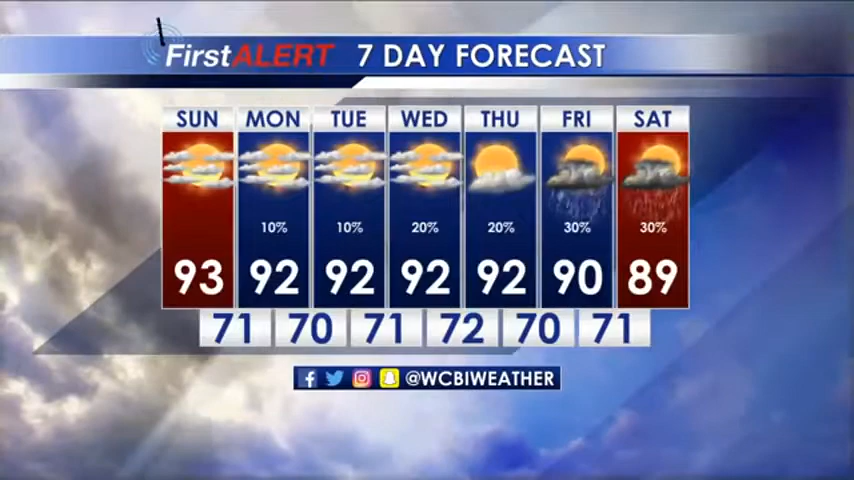 FirstALERT 7 DAY FORECAST
SUN MON TUE WED THU FRI SAT
10% 10% 20% 20% 30% 30%
93 92 92 92 92 90 89
71 70 71 72 70 71
@WCBIWEATHER